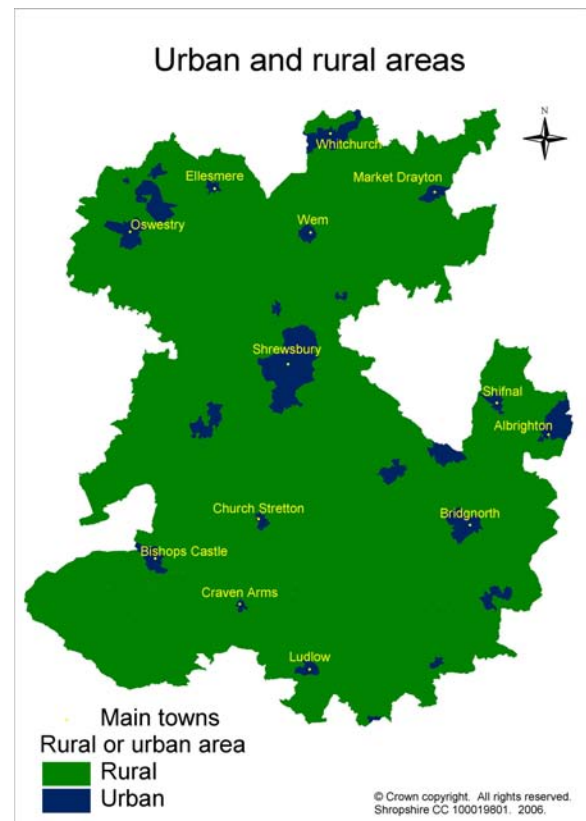 Urban and rural areas
N
Whitchurch
Ellesmere
Market Drayton
Oswestry
Wem
Shrewsbury
Shifnal
Albrighton
Church Stretton
Bridgnorth
Bishops Castle
Craven Arms
Ludlow
Main towns
Rural or urban area
Rural
Urban
© Crown copyright. All rights reserved.
Shropshire CC 100019801. 2006.